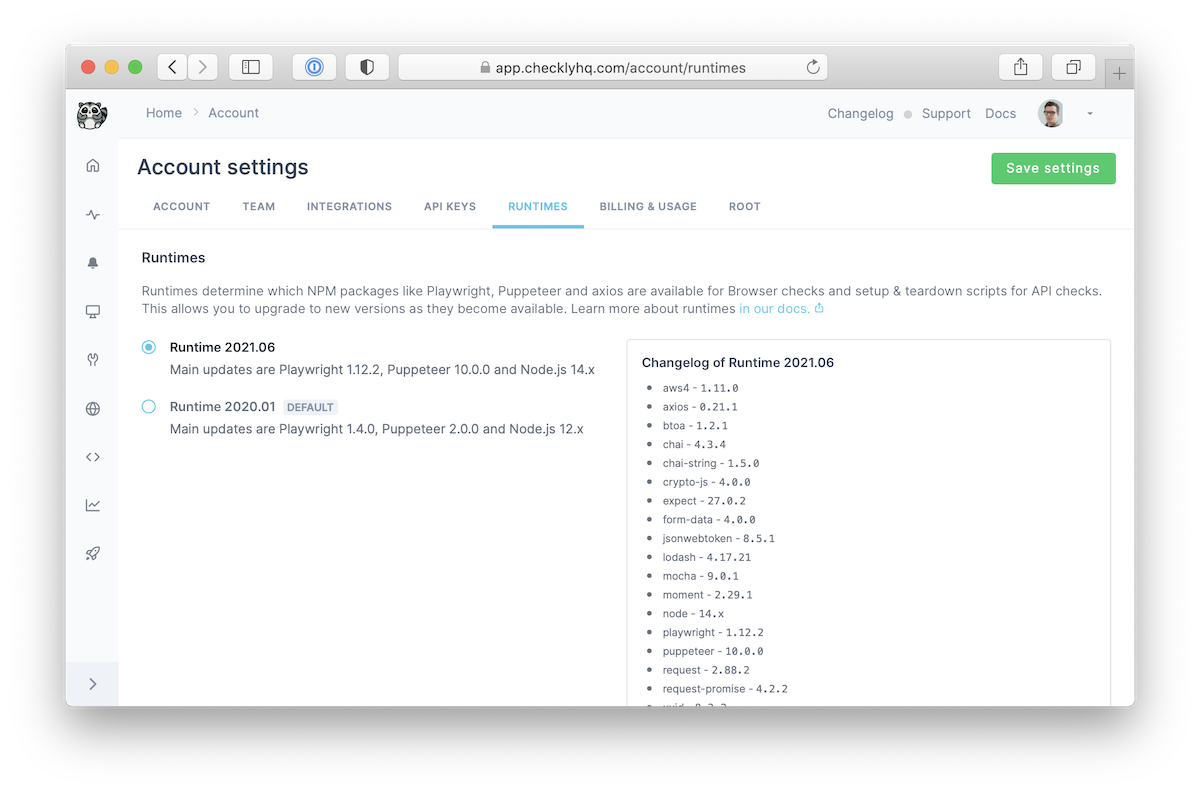 app.checklyhq.com/account/runtimes
Home > Account
Changelog Support Docs
Account settings
Save settings
ACCOUNT TEAM INTEGRATIONS API KEYS RUNTIMES BILLING & USAGE ROOT
Runtimes
Runtimes determine which NPM packages like Playwright, Puppeteer and axios are available for Browser checks and setup & teardown scripts for API checks.
This allows you to upgrade to new versions as they become available. Learn more about runtimes in our docs.
Runtime 2021.06
Main updates are Playwright 1.12.2, Puppeteer 10.0.0 and Node.js 14.x
Runtime 2020.01 DEFAULT
Main updates are Playwright 1.4.0, Puppeteer 2.0.0 and Node.js 12.x
Changelog of Runtime 2021.06
aws4 - 1.11.0
axios - 0.21.1
btoa - 1.2.1
chai - 4.3.4
chai-string - 1.5.0
crypto-js - 4.0.0
expect - 27.0.2
form-data - 4.0.0
jsonwebtoken - 8.5.1
lodash - 4.17.21
mocha - 9.0.1
moment - 2.29.1
node - 14.x
playwright - 1.12.2
puppeteer - 10.0.0
request - 2.88.2
request-promise - 4.2.2